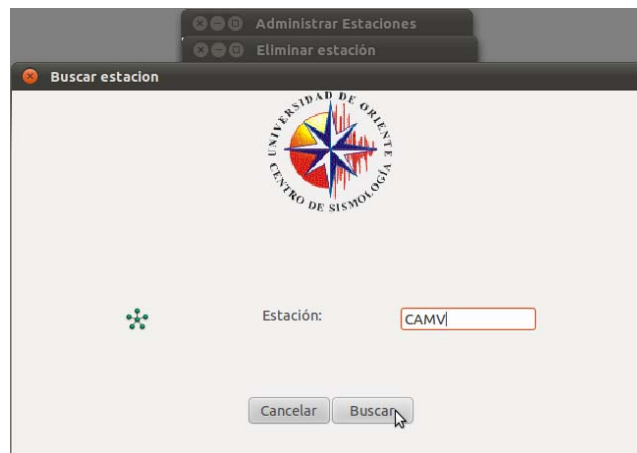 Administrar Estaciones
Eliminar estación
Buscar estacion
UNIVERSIDAD DE ORIENTE
CENTRO DE SISMOLOGÍA
Estación:
CAMV
Cancelar
Buscar